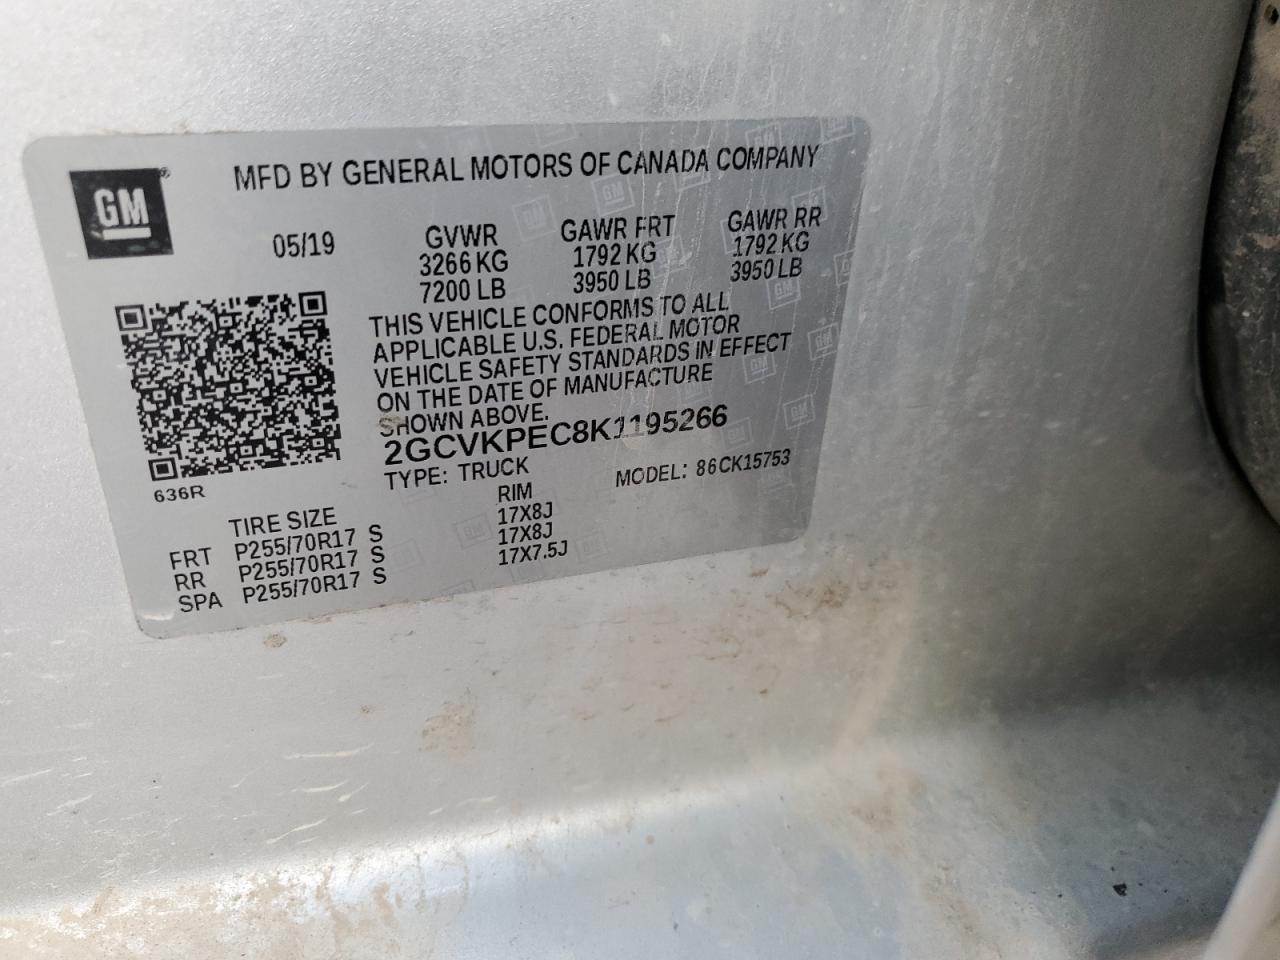 GM
MFD BY GENERAL MOTORS OF CANADA COMPANY
05/19
GVWR
3266 KG
7200 LB
GAWR FRT
1792 KG
3950 LB
GAWR RR
1792 KG
3950 LB
THIS VEHICLE CONFORMS TO ALL
APPLICABLE U.S. FEDERAL MOTOR
VEHICLE SAFETY STANDARDS IN EFFECT
ON THE DATE OF MANUFACTURE
SHOWN ABOVE.
2GCVKPEC8K1195266
TYPE: TRUCK MODEL: 86CK15753
636R
TIRE SIZE RIM
FRT P255/70R17 S 17X8J
RR P255/70R17 S 17X8J
SPA P255/70R17 S 17X7.5J